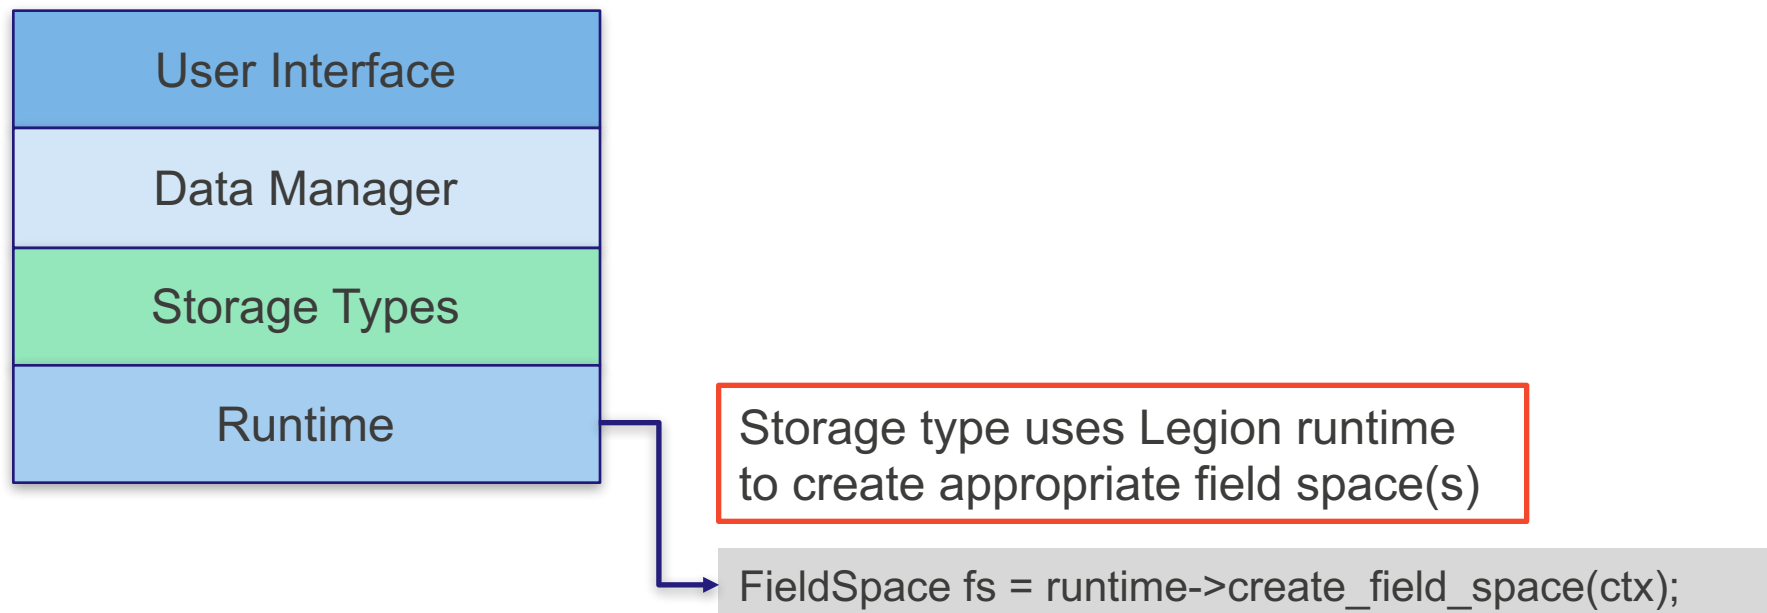 User Interface
Data Manager
Storage Types
Runtime
Storage type uses Legion runtime
to create appropriate field space(s)
FieldSpace fs = runtime->create_field_space(ctx);